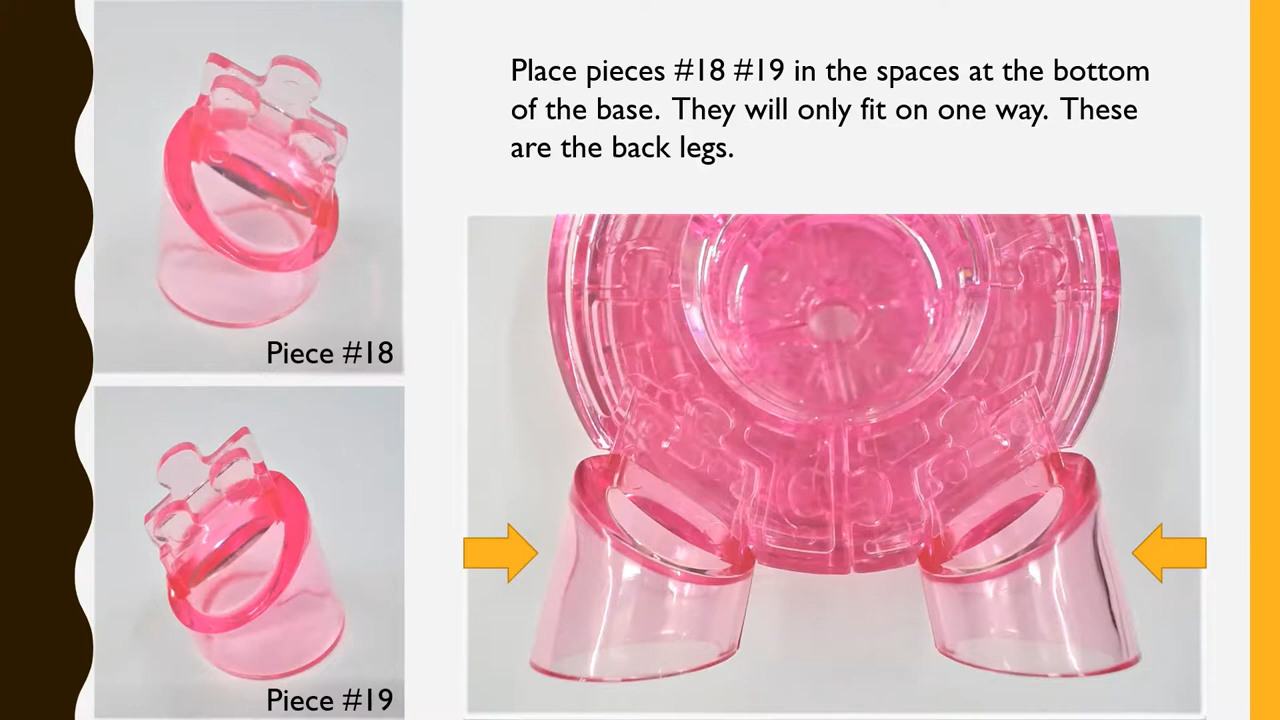 Place pieces #18 #19 in the spaces at the bottom
of the base. They will only fit on one way. These
are the back legs.
Piece #18
Piece #19